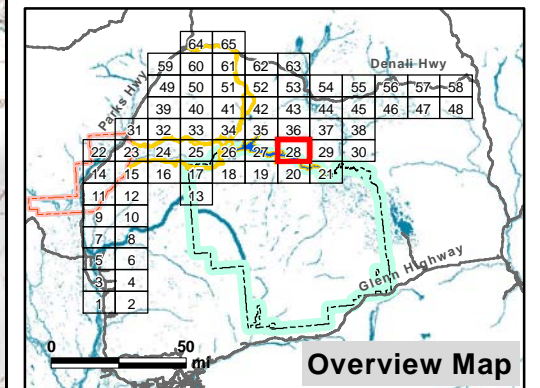 64 65
59 60 61 62 63 Denali Hwy
Parks Hwy
49 50 51 52 53 54 55 56 57 58
39 40 41 42 43 44 45 46 47 48
31 32 33 34 35 36 37 38
22 23 24 25 26 27 28 29 30
14 15 16 17 18 19 20 21
11 12 13
9 10
7 8
5 6
3 4
1 2
Glenn Highway
0 50
mi
Overview Map